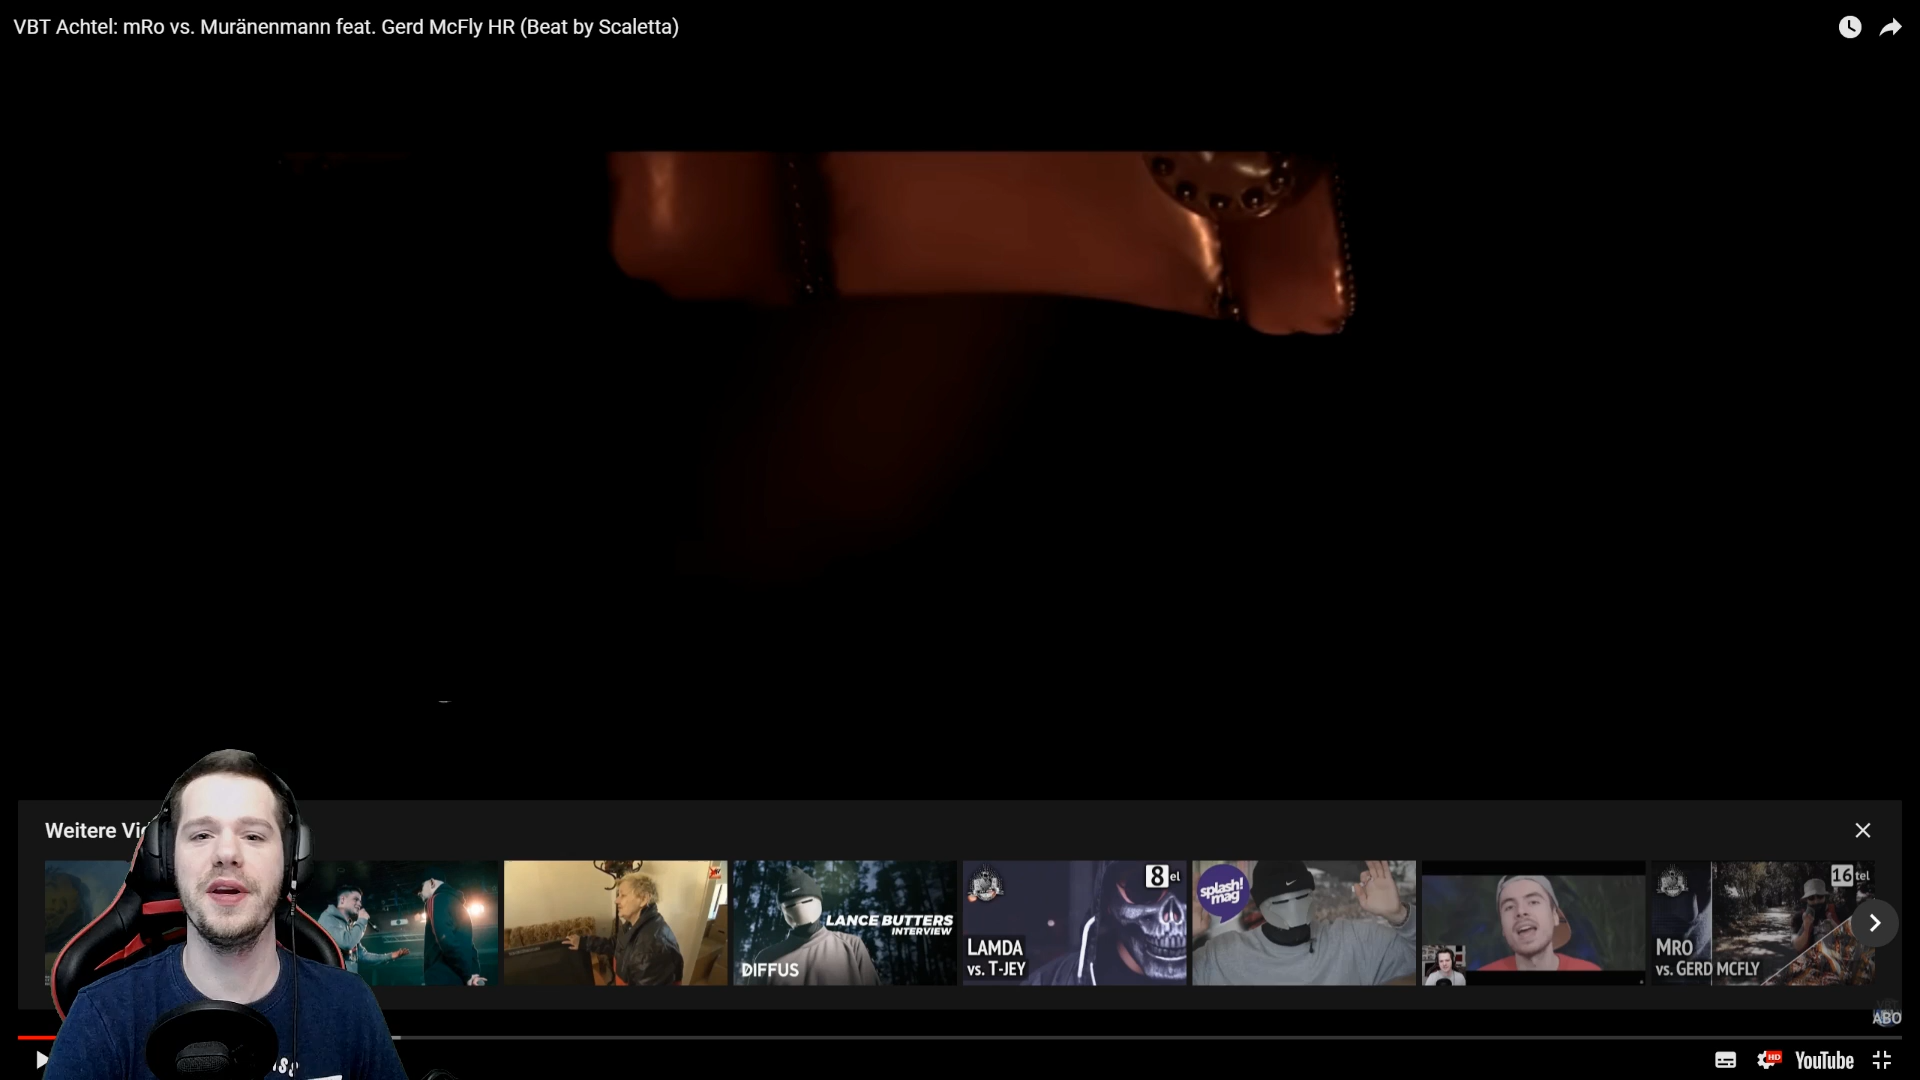 VBT Achtel: mRo vs. Muränenmann feat. Gerd McFly HR (Beat by Scaletta)
Weitere Vi
LANCE BUTTERS
INTERVIEW
DIFFUS
8el
LAMDA
vs. T-JEY
splash!
mag
16tel
MRO
vs. GERD MCFLY
ABO
HD
YouTube